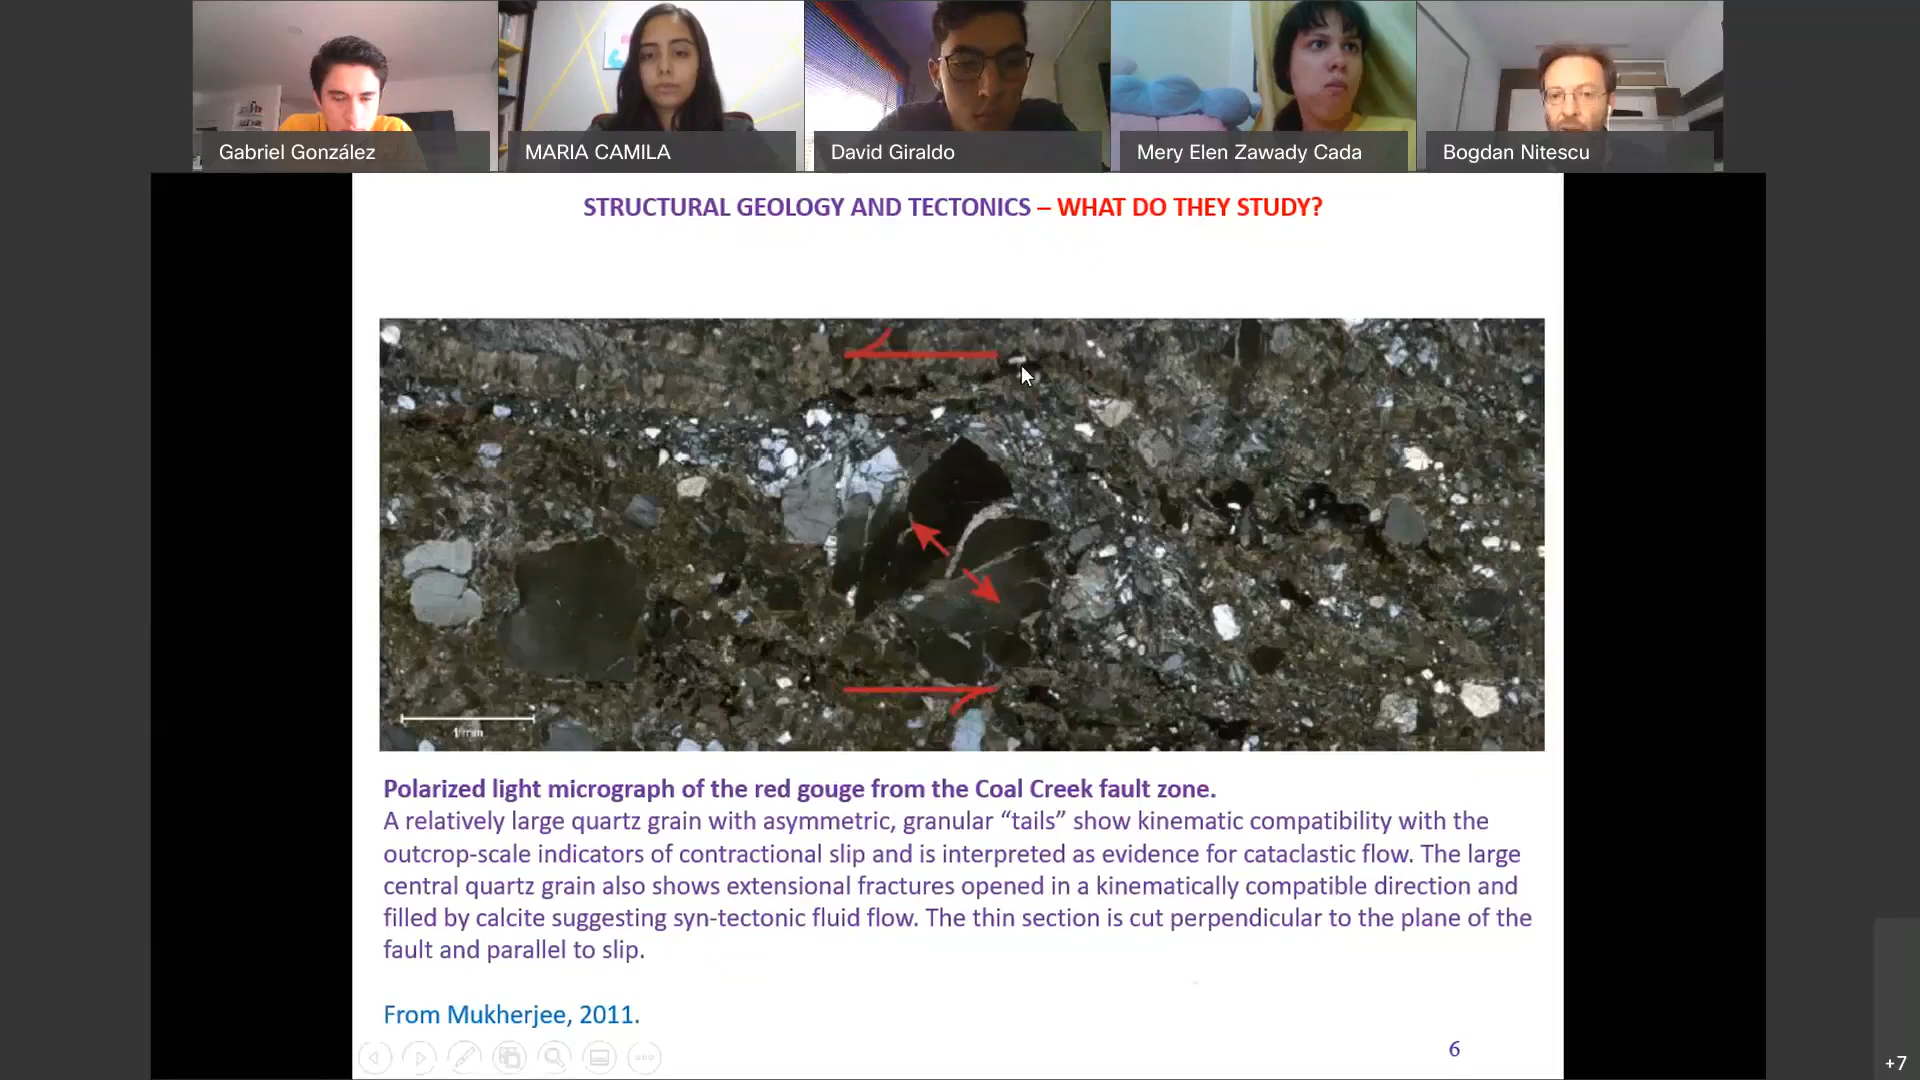 Gabriel González
MARIA CAMILA
David Giraldo
Mery Elen Zawady Cada
Bogdan Nitescu
STRUCTURAL GEOLOGY AND TECTONICS – WHAT DO THEY STUDY?
1 mm
Polarized light micrograph of the red gouge from the Coal Creek fault zone.
A relatively large quartz grain with asymmetric, granular “tails” show kinematic compatibility with the
outcrop-scale indicators of contractional slip and is interpreted as evidence for cataclastic flow. The large
central quartz grain also shows extensional fractures opened in a kinematically compatible direction and
filled by calcite suggesting syn-tectonic fluid flow. The thin section is cut perpendicular to the plane of the
fault and parallel to slip.
From Mukherjee, 2011.
6
+7